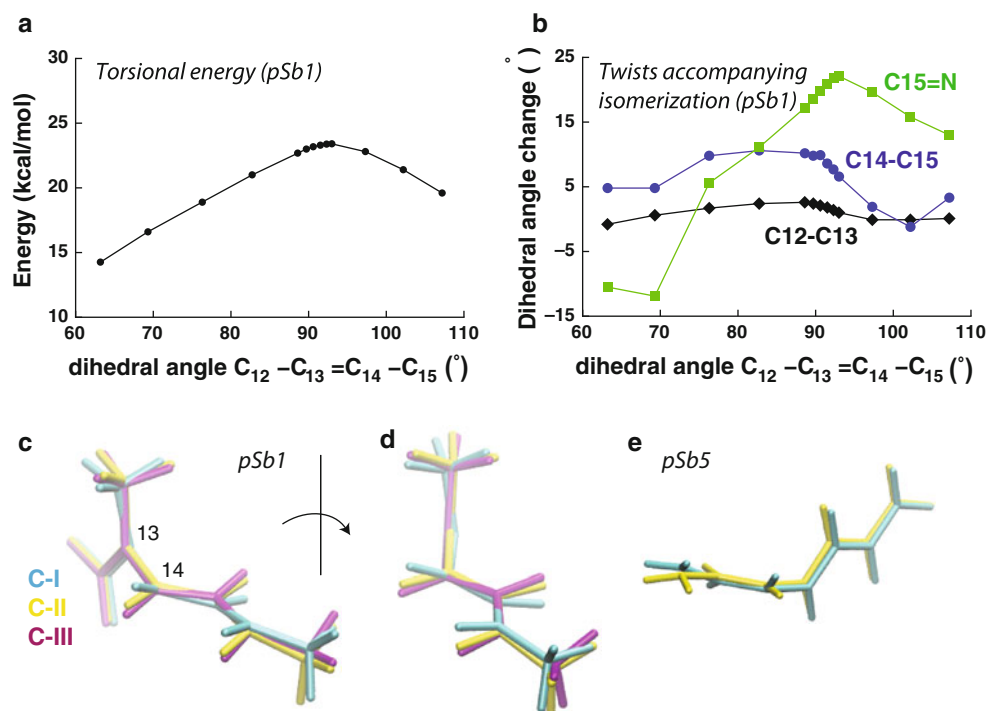 a
Torsional energy (pSb1)
Energy (kcal/mol)
30
25
20
15
10
60 70 80 90 100 110
dihedral angle C12 –C13 =C14 –C15 (°)
b
Twists accompanying
isomerization (pSb1)
C15=N
C14-C15
C12-C13
Dihedral angle change (°)
25
15
5
−5
−15
60 70 80 90 100 110
dihedral angle C12 –C13 =C14 –C15 (°)
c
pSb1
13
14
C-I
C-II
C-III
d
e
pSb5